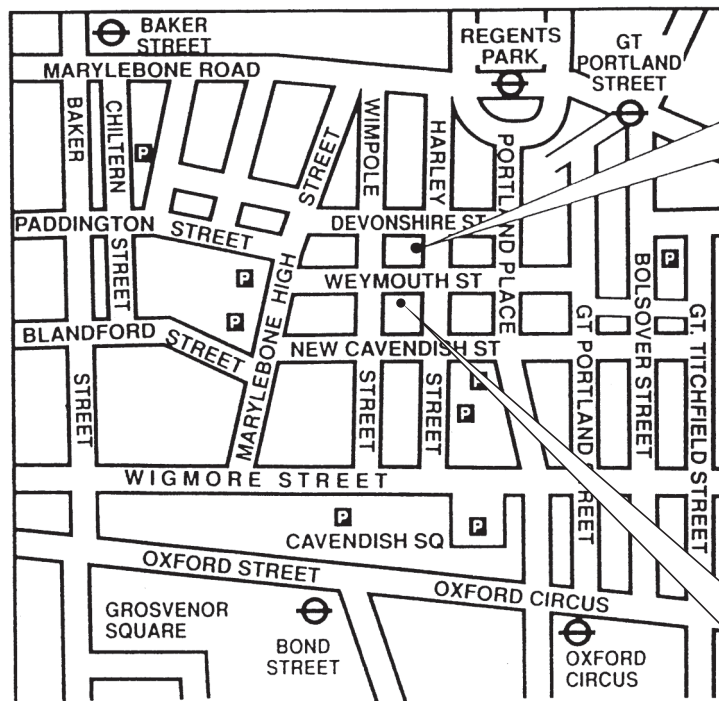 BAKER
STREET
REGENTS
PARK
GT
PORTLAND
STREET
MARYLEBONE ROAD
BAKER
STREET
CHILTERN
STREET
P
WIMPOLE
STREET
HARLEY
STREET
PORTLAND PLACE
PADDINGTON STREET
DEVONSHIRE ST
MARYLEBONE HIGH STREET
WEYMOUTH ST
P
P
P
BOLSOVER STREET
GT. TITCHFIELD STREET
GT PORTLAND STREET
BLANDFORD STREET
NEW CAVENDISH ST
P
P
WIGMORE STREET
P
P
CAVENDISH SQ
OXFORD STREET
OXFORD CIRCUS
GROSVENOR
SQUARE
BOND
STREET
OXFORD
CIRCUS